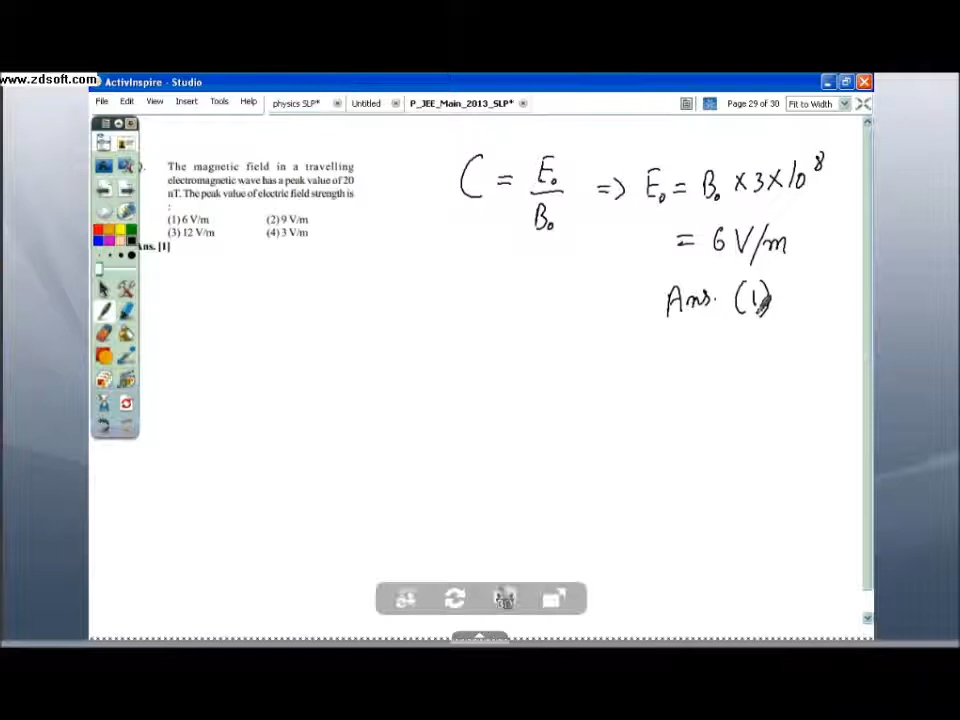 www.zdsoft.com
ActivInspire - Studio
File Edit View Insert Tools Help
physics SLP* Untitled P_JEE_Main_2013_SLP*
Page 29 of 30 Fit to Width
The magnetic field in a travelling
electromagnetic wave has a peak value of 20
nT. The peak value of electric field strength is
:
(1) 6 V/m (2) 9 V/m
(3) 12 V/m (4) 3 V/m
Ans. [1]
C = E₀/B₀ => E₀ = B₀ × 3 × 10⁸
= 6 V/m
Ans. (1)